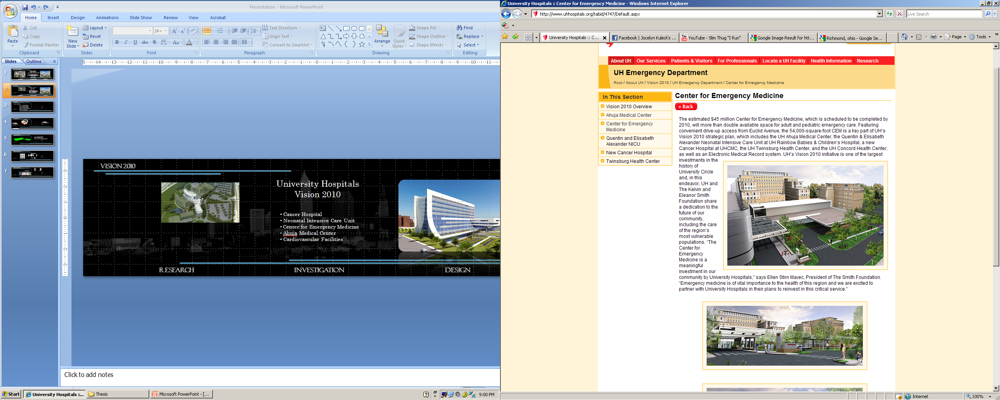 Presentation - Microsoft PowerPoint
Home Insert Design Animations Slide Show Review View Acrobat
Paste
Cut
Copy
Format Painter
Clipboard
New Slide
Layout
Reset
Delete
Slides
24+
Font
Paragraph
Text Direction
Align Text
Convert to SmartArt
Arrange
Quick Styles
Shape Fill
Shape Outline
Shape Effects
Drawing
Find
Replace
Select
Editing
Slides Outline
1
2
3
4
5
6
7
VISION 2010
University Hospitals
Vision 2010
• Cancer Hospital
• Neonatal Intensive Care Unit
• Center for Emergency Medicine
• Ahuja Medical Center
• Cardiovascular Facilities
RESEARCH INVESTIGATION DESIGN
Click to add notes
Start
University Hospitals ::...
Thesis
Microsoft PowerPoint - [...
9:00 PM
University Hospitals :: Center for Emergency Medicine - Windows Internet Explorer
http://www.uhhospitals.org/tabid/4747/Default.aspx
Live Search
University Hospitals :: C...
Facebook | Jocelyn Kuleck's ...
YouTube - Slim Thug "I Run"
Google Image Result for htt...
Richmond, ohio - Google Se...
Page Tools
About UH Our Services Patients & Visitors For Professionals Locate a UH Facility Health Information Research
UH Emergency Department
Root / About UH / Vision 2010 / UH Emergency Department / Center for Emergency Medicine
In This Section
Vision 2010 Overview
Ahuja Medical Center
Center for Emergency
Medicine
Quentin and Elisabeth
Alexander NICU
New Cancer Hospital
Twinsburg Health Center
Center for Emergency Medicine
« Back
The estimated $45 million Center for Emergency Medicine, which is scheduled to be completed by
2010, will more than double available space for adult and pediatric emergency care. Featuring
convenient drive-up access from Euclid Avenue, the 54,000-square-foot CEM is a key part of UH's
Vision 2010 strategic plan, which includes the UH Ahuja Medical Center, the Quentin & Elisabeth
Alexander Neonatal Intensive Care Unit at UH Rainbow Babies & Children's Hospital, a new
Cancer Hospital at UHCMC, the UH Twinsburg Health Center, and the UH Concord Health Center,
as well as an Electronic Medical Record system. UH's Vision 2010 initiative is one of the largest
investments in the
history of
University Circle
and, in this
endeavor, UH and
The Kelvin and
Eleanor Smith
Foundation share
a dedication to the
future of our
community,
including the care
of the region's
most vulnerable
populations. "The
Center for
Emergency
Medicine is a
meaningful
investment in our
community by University Hospitals," says Ellen Stirn Mavec, President of The Smith Foundation.
"Emergency medicine is of vital importance to the health of this region and we are excited to
partner with University Hospitals in their plans to reinvest in this critical service."
Internet
100%